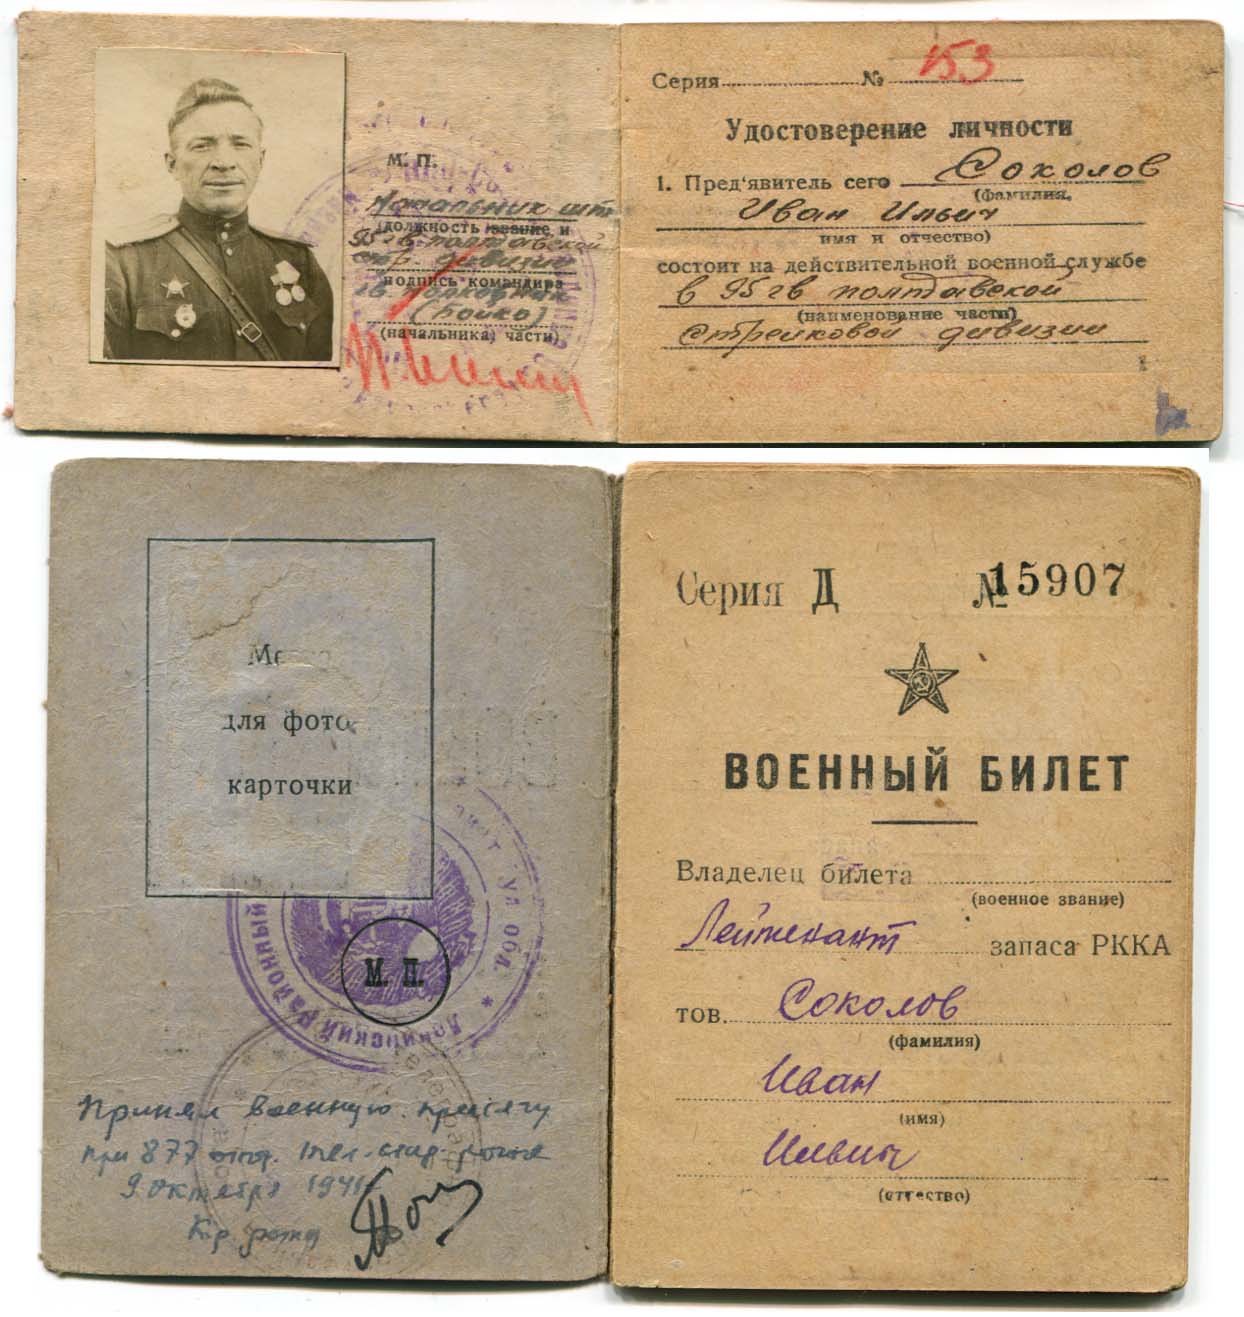 М. П.
Начальник шт
(должность звание и
95 гв полтавской
стр. дивизии
подпись командира
гв. полковник
(Бойко)
(начальника) части)
Серия № 153
Удостоверение личности
1. Пред'явитель сего Соколов
(фамилия,
Иван Ильич
имя и отчество)
состоит на действительной военной службе
в 95 гв полтавской
(наименование части)
стрелковой дивизии
для фото
карточки
М. П.
районный
Принял военную присягу
при 877 отд. тел.-стр. роте
9 октября 1941
Ком. роты
Серия Д № 15907
ВОЕННЫЙ БИЛЕТ
Владелец билета
(военное звание)
Лейтенант запаса РККА
тов. Соколов
(фамилия)
Иван
(имя)
Ильич
(отчество)